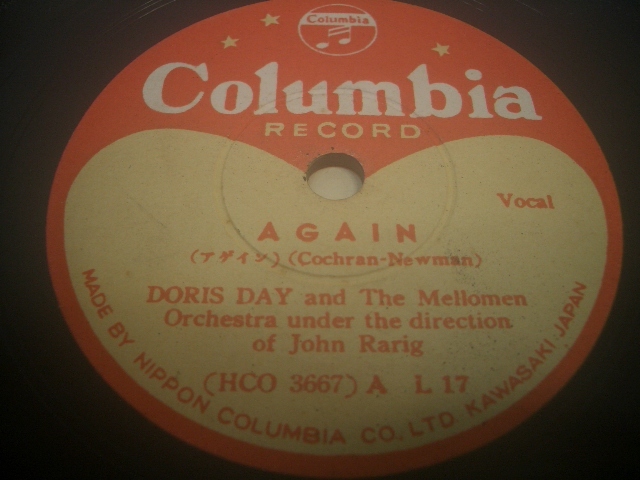 Columbia
Columbia
RECORD
Vocal
AGAIN
(アゲイン) (Cochran-Newman)
DORIS DAY and The Mellomen
Orchestra under the direction
of John Rarig
(HCO 3667) A L 17
MADE BY NIPPON COLUMBIA CO., LTD. KAWASAKI JAPAN